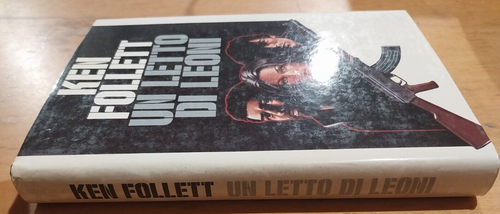 KEN
FOLLETT
UN LETTO
DI LEONI
KEN FOLLETT UN LETTO DI LEONI